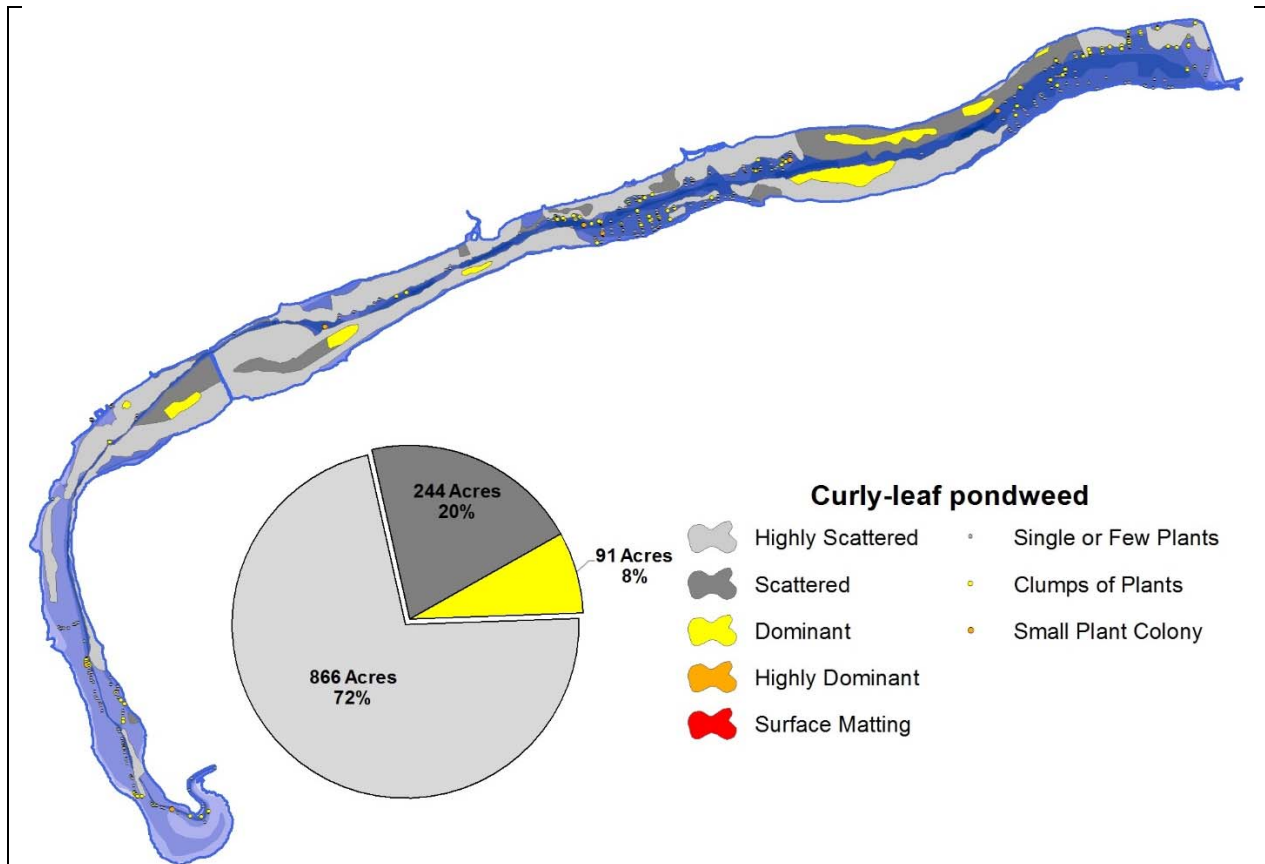 244 Acres
20%
91 Acres
8%
866 Acres
72%
Curly-leaf pondweed
Highly Scattered
Scattered
Dominant
Highly Dominant
Surface Matting
Single or Few Plants
Clumps of Plants
Small Plant Colony